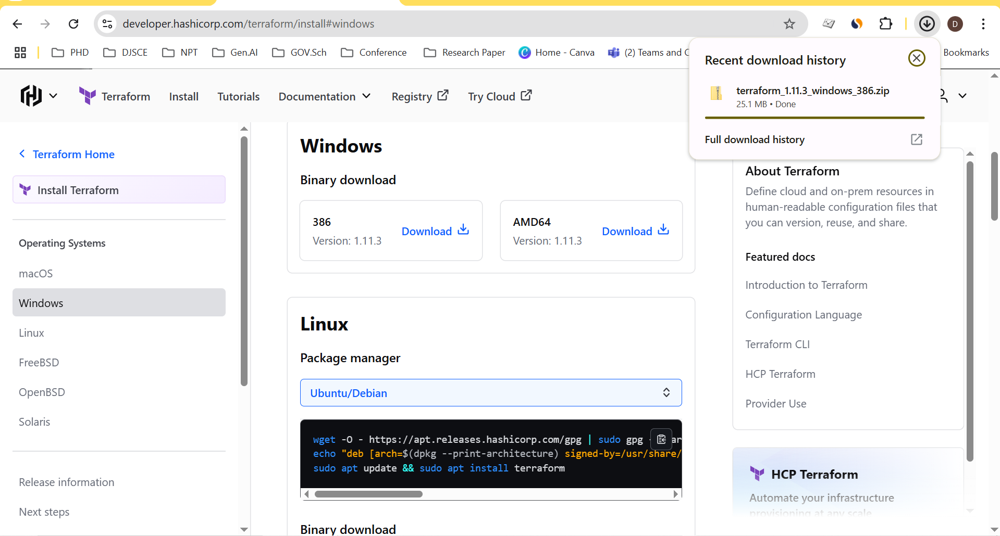 developer.hashicorp.com/terraform/install#windows
D
PHD
DJSCE
NPT
Gen.AI
GOV.Sch
Conference
Research Paper
Home - Canva
(2) Teams and C
Bookmarks
Recent download history
terraform_1.11.3_windows_386.zip
25.1 MB • Done
Full download history
Terraform
Install
Tutorials
Documentation
Registry
Try Cloud
Terraform Home
Install Terraform
Operating Systems
macOS
Windows
Linux
FreeBSD
OpenBSD
Solaris
Release information
Next steps
Windows
Binary download
386
Version: 1.11.3
Download
AMD64
Version: 1.11.3
Download
Linux
Package manager
Ubuntu/Debian
wget -O - https://apt.releases.hashicorp.com/gpg | sudo gpg - ar
echo "deb [arch=$(dpkg --print-architecture) signed-by=/usr/share/
sudo apt update && sudo apt install terraform
Binary download
About Terraform
Define cloud and on-prem resources in
human-readable configuration files that
you can version, reuse, and share.
Featured docs
Introduction to Terraform
Configuration Language
Terraform CLI
HCP Terraform
Provider Use
HCP Terraform
Automate your infrastructure
provisioning at any scale